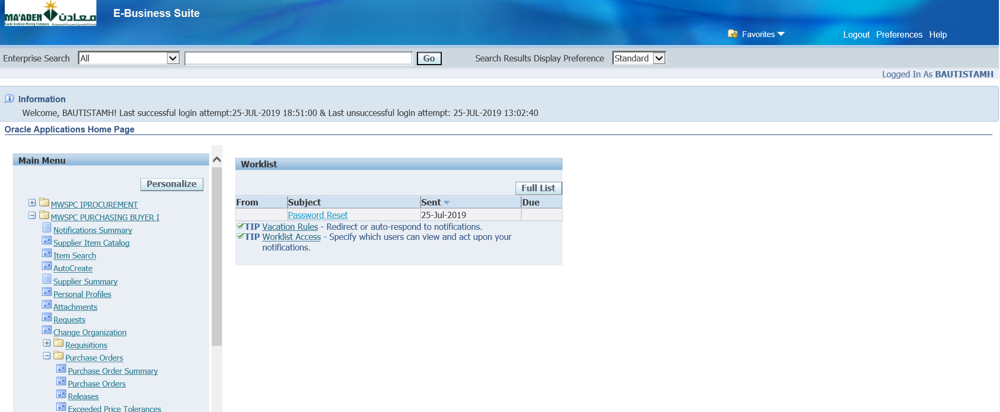 MA'ADEN معادن
Saudi Arabian Mining Company
E-Business Suite
Favorites
Logout Preferences Help
Enterprise Search All Go Search Results Display Preference Standard
Logged In As BAUTISTAMH
Information
Welcome, BAUTISTAMH! Last successful login attempt:25-JUL-2019 18:51:00 & Last unsuccessful login attempt: 25-JUL-2019 13:02:40
Oracle Applications Home Page
Main Menu
Personalize
MWSPC IPROCUREMENT
MWSPC PURCHASING BUYER I
Notifications Summary
Supplier Item Catalog
Item Search
AutoCreate
Supplier Summary
Personal Profiles
Attachments
Requests
Change Organization
Requisitions
Purchase Orders
Purchase Order Summary
Purchase Orders
Releases
Exceeded Price Tolerances
Worklist
Full List
From Subject Sent Due
Password Reset 25-Jul-2019
TIP Vacation Rules - Redirect or auto-respond to notifications.
TIP Worklist Access - Specify which users can view and act upon your
notifications.